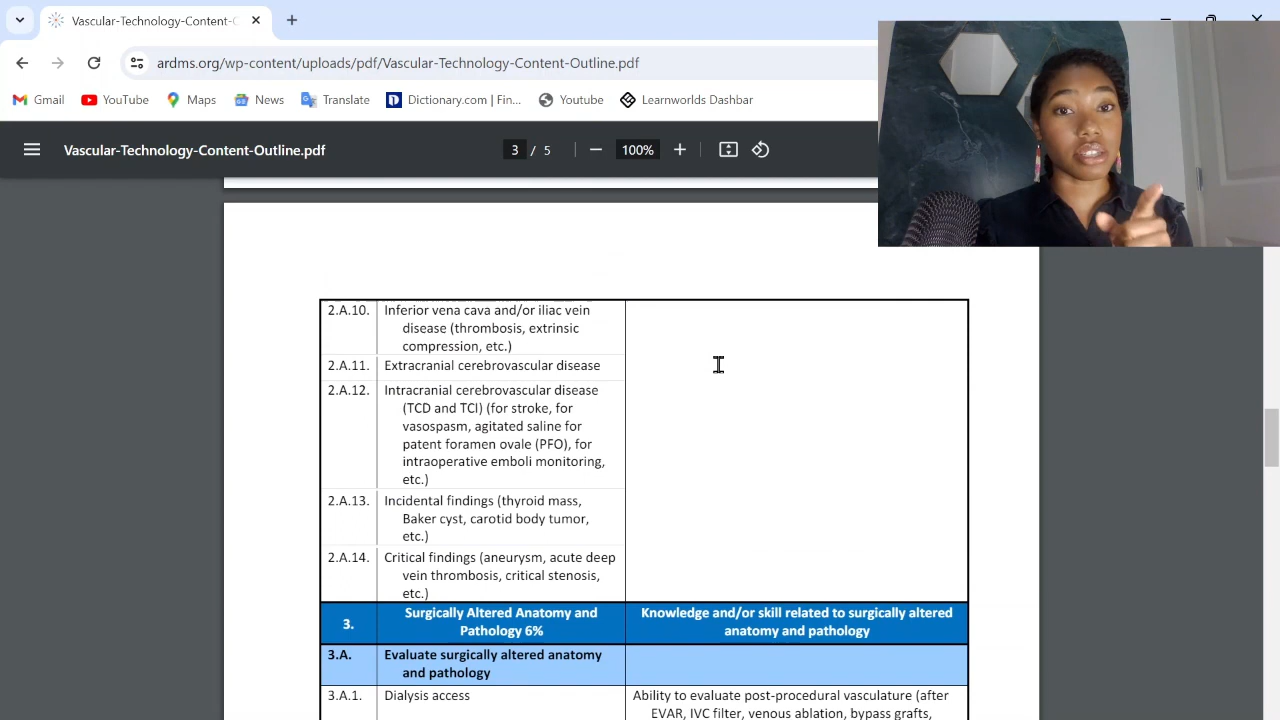 Vascular-Technology-Content-O
ardms.org/wp-content/uploads/pdf/Vascular-Technology-Content-Outline.pdf
Gmail
YouTube
Maps
News
Translate
Dictionary.com | Fin...
Youtube
Learnworlds Dashbar
Vascular-Technology-Content-Outline.pdf
3 / 5
100%
2.A.10. Inferior vena cava and/or iliac vein
disease (thrombosis, extrinsic
compression, etc.)
2.A.11. Extracranial cerebrovascular disease
2.A.12. Intracranial cerebrovascular disease
(TCD and TCI) (for stroke, for
vasospasm, agitated saline for
patent foramen ovale (PFO), for
intraoperative emboli monitoring,
etc.)
2.A.13. Incidental findings (thyroid mass,
Baker cyst, carotid body tumor,
etc.)
2.A.14. Critical findings (aneurysm, acute deep
vein thrombosis, critical stenosis,
etc.)
3. Surgically Altered Anatomy and
Pathology 6%
Knowledge and/or skill related to surgically altered
anatomy and pathology
3.A. Evaluate surgically altered anatomy
and pathology
3.A.1. Dialysis access
Ability to evaluate post-procedural vasculature (after
EVAR, IVC filter, venous ablation, bypass grafts,